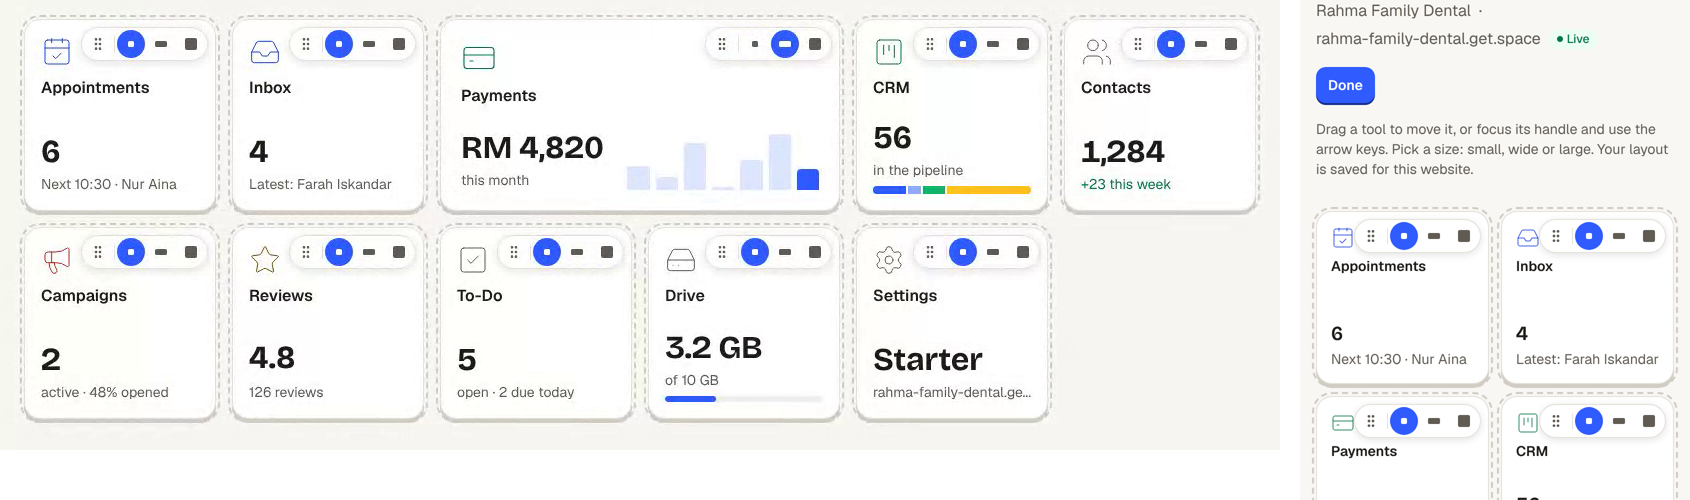 Appointments
6
Next 10:30 · Nur Aina
Inbox
4
Latest: Farah Iskandar
Payments
RM 4,820
this month
CRM
56
in the pipeline
Contacts
1,284
+23 this week
Campaigns
2
active · 48% opened
Reviews
4.8
126 reviews
To-Do
5
open · 2 due today
Drive
3.2 GB
of 10 GB
Settings
Starter
rahma-family-dental.ge...
Rahma Family Dental ·
rahma-family-dental.get.space
Live
Done
Drag a tool to move it, or focus its handle and use the
arrow keys. Pick a size: small, wide or large. Your layout
is saved for this website.
Appointments
6
Next 10:30 · Nur Aina
Inbox
4
Latest: Farah Iskandar
Payments
CRM